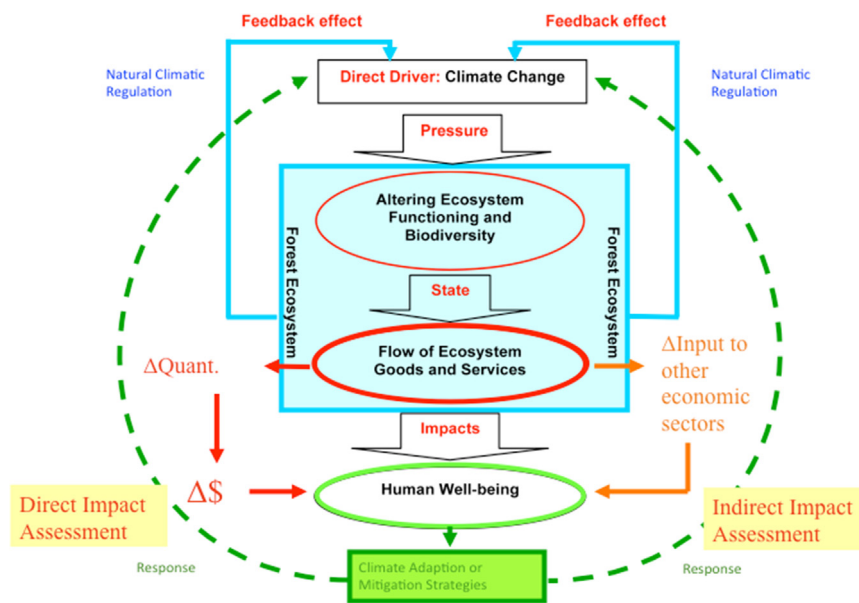 Feedback effect
Feedback effect
Natural Climatic
Regulation
Direct Driver: Climate Change
Natural Climatic
Regulation
Pressure
Altering Ecosystem
Functioning and
Biodiversity
Forest Ecosystem
Forest Ecosystem
State
Flow of Ecosystem
Goods and Services
ΔQuant.
ΔInput to
other
economic
sectors
Impacts
Δ$
Human Well-being
Direct Impact
Assessment
Indirect Impact
Assessment
Response
Climate Adaption or
Mitigation Strategies
Response